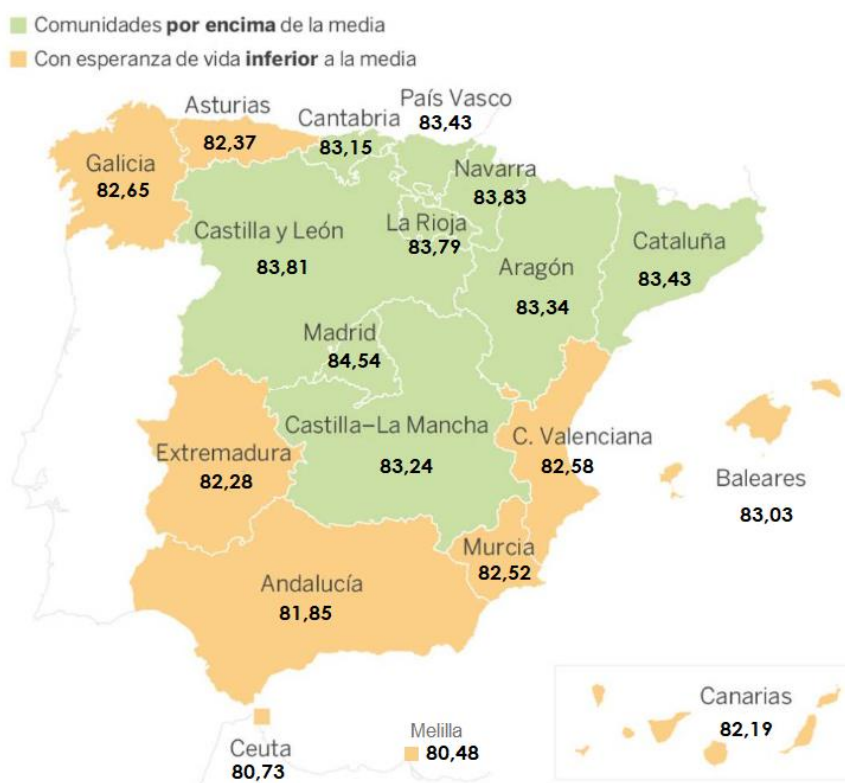 Comunidades por encima de la media
Con esperanza de vida inferior a la media
País Vasco
83,43
Asturias
82,37
Cantabria
83,15
Galicia
82,65
Navarra
83,83
Castilla y León
83,81
La Rioja
83,79
Cataluña
83,43
Aragón
83,34
Madrid
84,54
Castilla–La Mancha
83,24
C. Valenciana
82,58
Extremadura
82,28
Baleares
83,03
Murcia
82,52
Andalucía
81,85
Canarias
82,19
Ceuta
80,73
Melilla
80,48